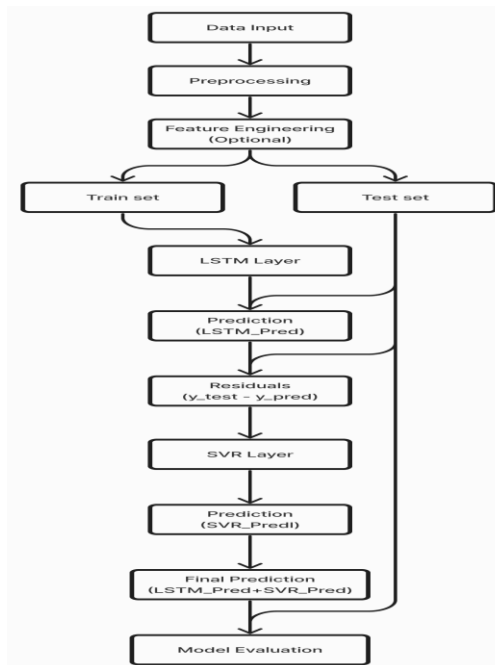 Data Input
Preprocessing
Feature Engineering
(Optional)
Train set
Test set
LSTM Layer
Prediction
(LSTM_Pred)
Residuals
(y_test - y_pred)
SVR Layer
Prediction
(SVR_Predl)
Final Prediction
(LSTM_Pred+SVR_Pred)
Model Evaluation